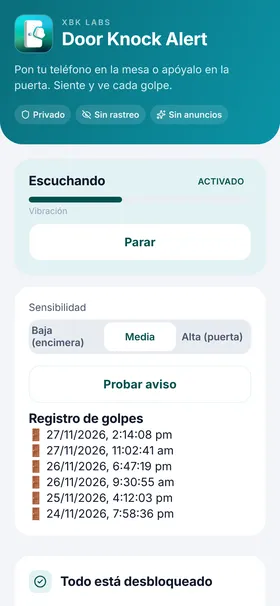 XBK LABS
Door Knock Alert
Pon tu teléfono en la mesa o apóyalo en la
puerta. Siente y ve cada golpe.
Privado
Sin rastreo
Sin anuncios
Escuchando
ACTIVADO
Vibración
Parar
Sensibilidad
Baja
(encimera)
Media
Alta (puerta)
Probar aviso
Registro de golpes
27/11/2026, 2:14:08 pm
27/11/2026, 11:02:41 am
26/11/2026, 6:47:19 pm
26/11/2026, 9:30:55 am
25/11/2026, 4:12:03 pm
24/11/2026, 7:58:36 pm
Todo está desbloqueado